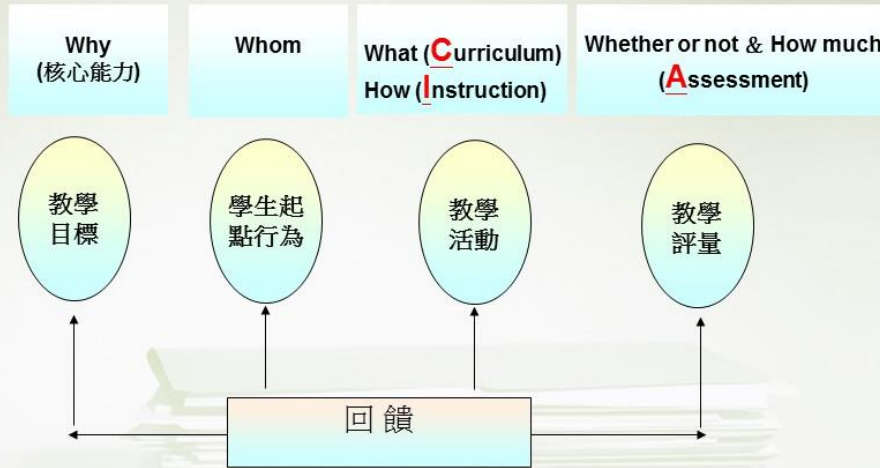 Why
(核心能力)
Whom
What (Curriculum)
How (Instruction)
Whether or not & How much
(Assessment)
教學
目標
學生起
點行為
教學
活動
教學
評量
回饋